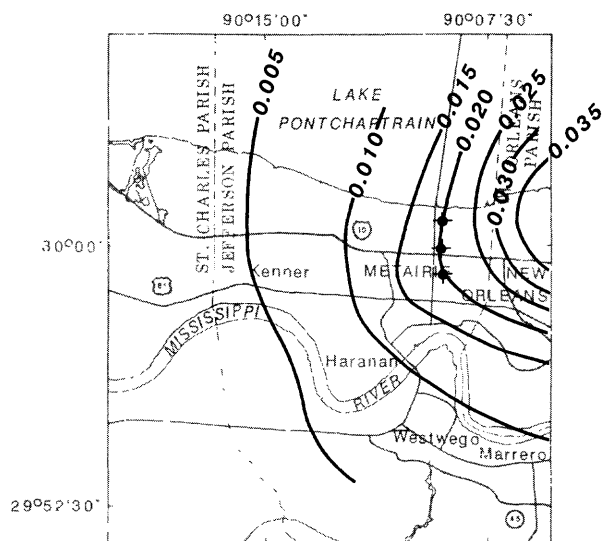 90°15'00"
90°07'30"
0.005
0.010
0.015
0.020
0.025
0.030
0.035
LAKE
PONTCHARTRAIN
ST. CHARLES PARISH
JEFFERSON PARISH
ORLEANS
PARISH
30°00'
10
61
Kenner
METAIRIE
NEW
ORLEANS
MISSISSIPPI
RIVER
Harahan
Westwego
Marrero
29°52'30"
45